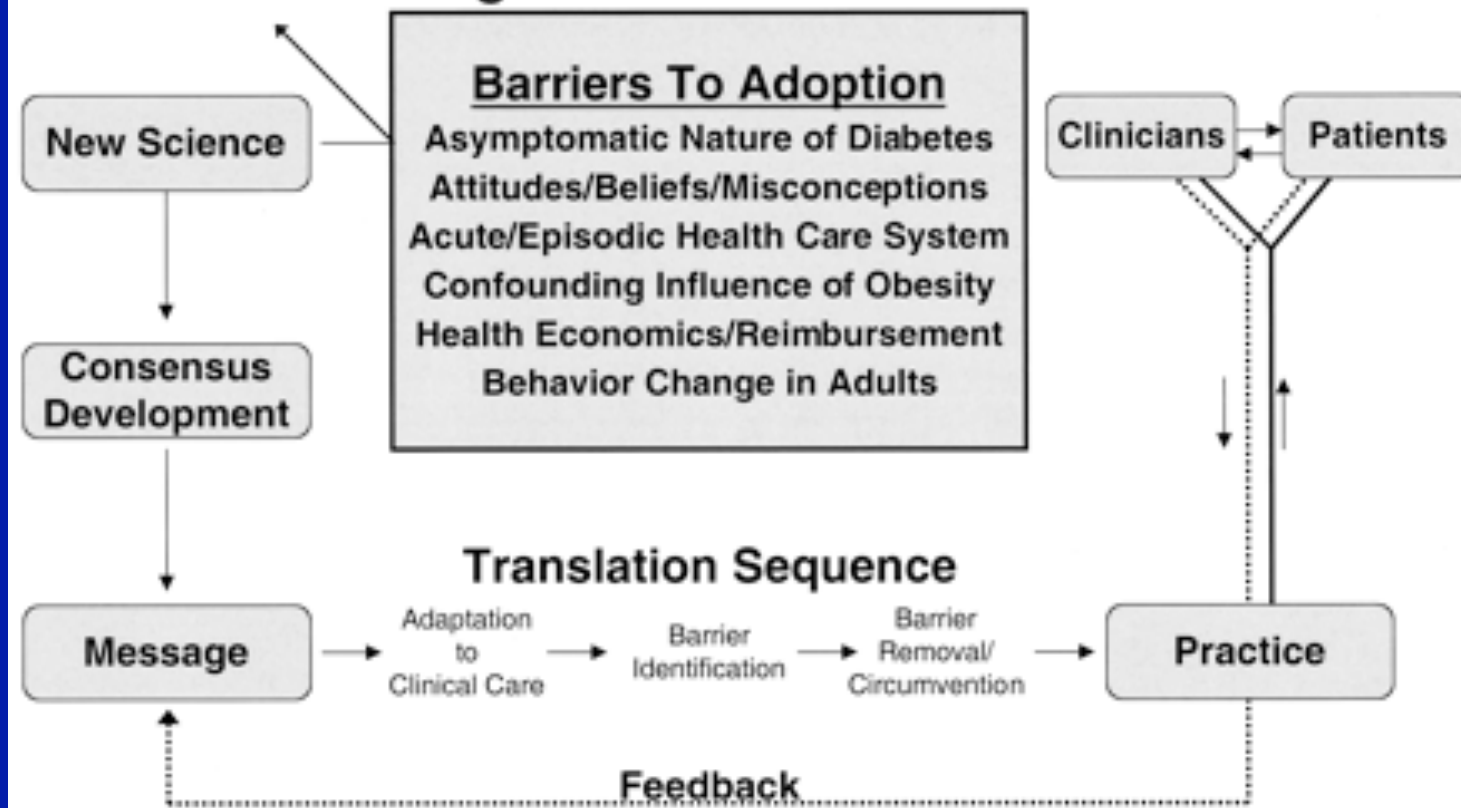 Barriers To Adoption
Asymptomatic Nature of Diabetes
Attitudes/Beliefs/Misconceptions
Acute/Episodic Health Care System
Confounding Influence of Obesity
Health Economics/Reimbursement
Behavior Change in Adults
New Science
Consensus
Development
Clinicians
Patients
Translation Sequence
Message
Adaptation
to
Clinical Care
Barrier
Identification
Barrier
Removal/
Circumvention
Practice
Feedback